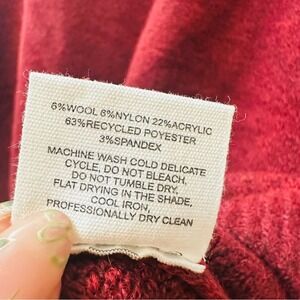 6%WOOL 6%NYLON 22%ACRYLIC
63%RECYCLED POYESTER
3%SPANDEX
MACHINE WASH COLD DELICATE
CYCLE, DO NOT BLEACH,
DO NOT TUMBLE DRY,
FLAT DRYING IN THE SHADE,
COOL IRON,
PROFESSIONALLY DRY CLEAN